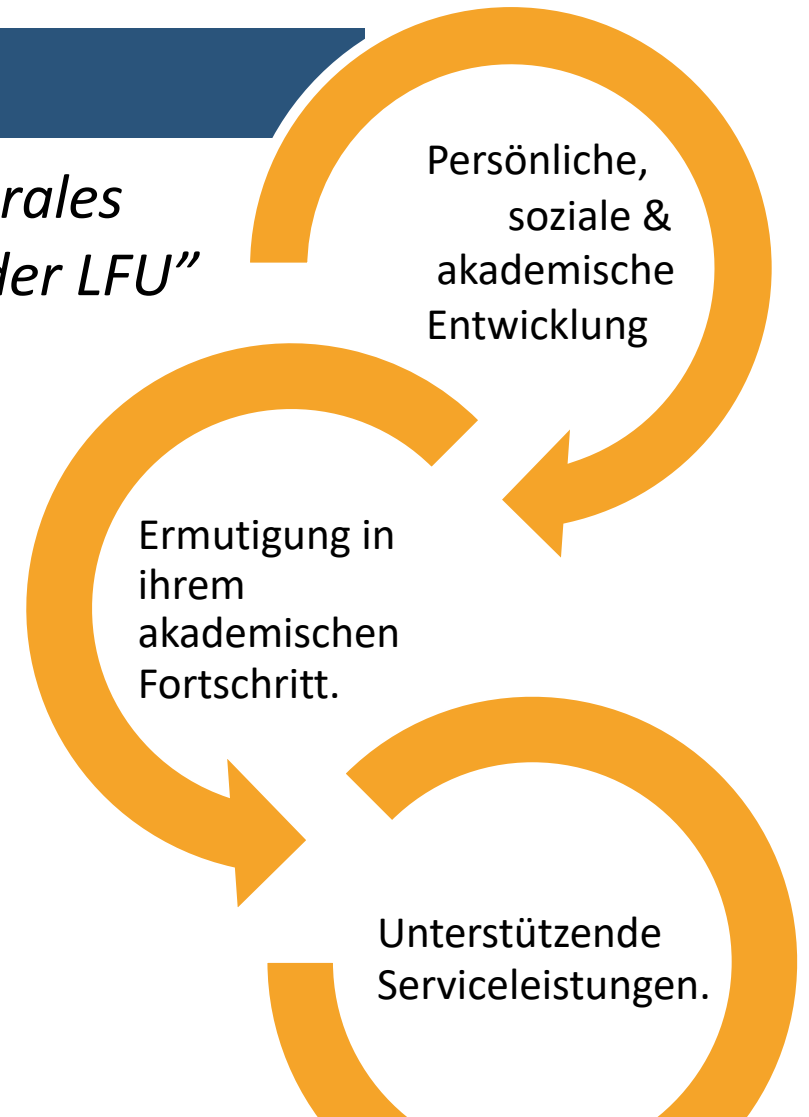 rales
der LFU”
Persönliche,
soziale &
akademische
Entwicklung
Ermutigung in
ihrem
akademischen
Fortschritt.
Unterstützende
Serviceleistungen.